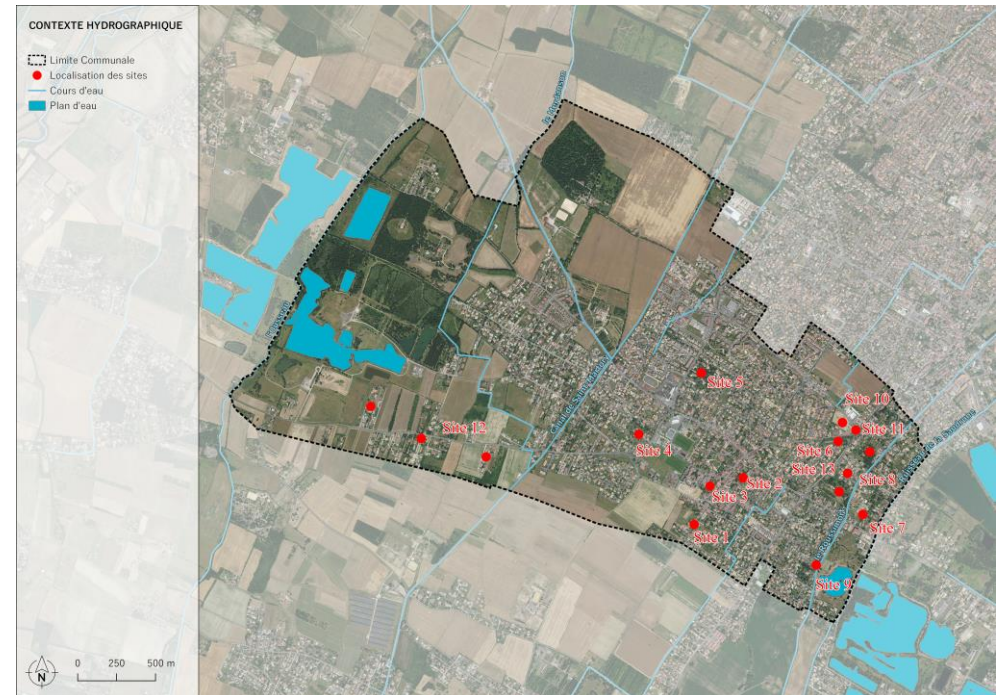 CONTEXTE HYDROGRAPHIQUE
Limite Communale
Localisation des sites
Cours d'eau
Plan d'eau
Site 5
Site 10
Site 11
Site 12
Site 4
Site 6
Site 13
Site 8
Site 2
Site 3
Site 7
Site 1
Site 9
0 250 500 m
N